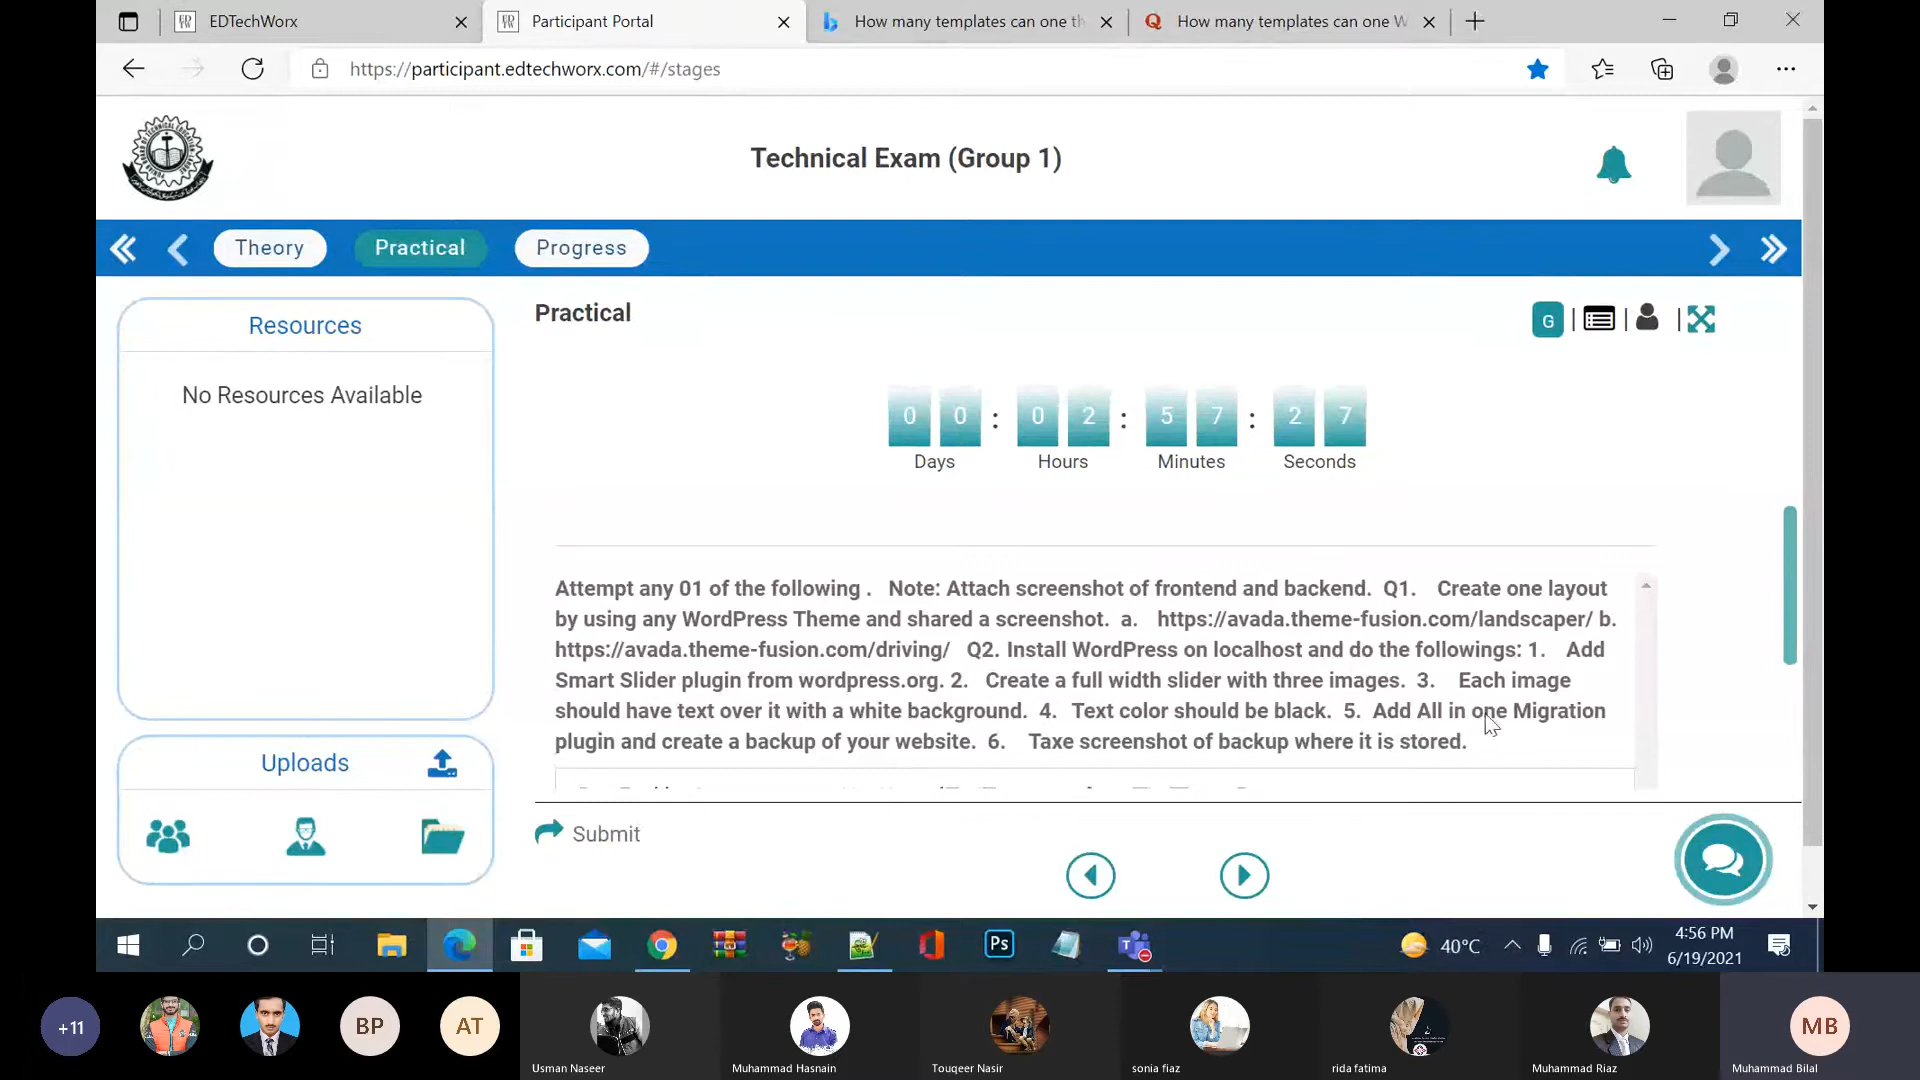 EDTechWorx
Participant Portal
How many templates can one th
How many templates can one W
https://participant.edtechworx.com/#/stages
Technical Exam (Group 1)
Theory
Practical
Progress
Resources
No Resources Available
Practical
G
0 0 : 0 2 : 5 7 : 2 7
Days Hours Minutes Seconds
Attempt any 01 of the following . Note: Attach screenshot of frontend and backend. Q1. Create one layout
by using any WordPress Theme and shared a screenshot. a. https://avada.theme-fusion.com/landscaper/ b.
https://avada.theme-fusion.com/driving/ Q2. Install WordPress on localhost and do the followings: 1. Add
Smart Slider plugin from wordpress.org. 2. Create a full width slider with three images. 3. Each image
should have text over it with a white background. 4. Text color should be black. 5. Add All in one Migration
plugin and create a backup of your website. 6. Taxe screenshot of backup where it is stored.
Uploads
Submit
Ps
40°C
4:56 PM
6/19/2021
+11
BP
AT
MB
Usman Naseer
Muhammad Hasnain
Touqeer Nasir
sonia fiaz
rida fatima
Muhammad Riaz
Muhammad Bilal